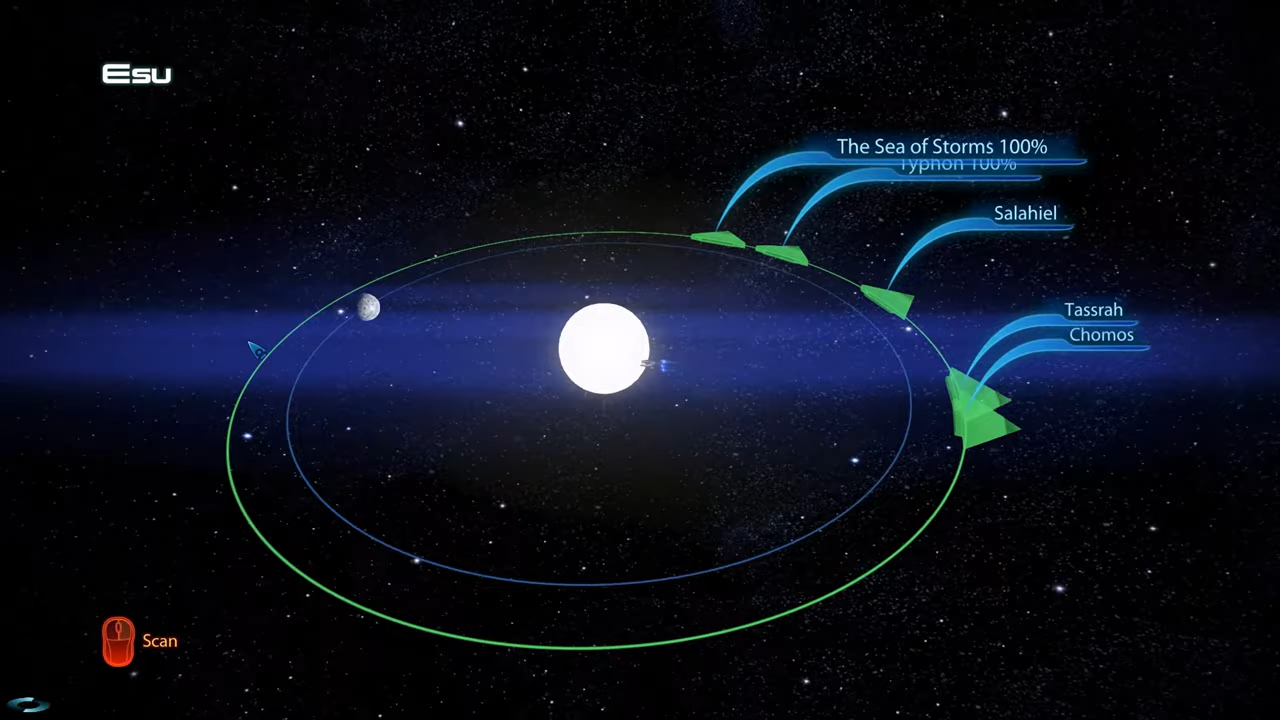 Esu
The Sea of Storms 100%
Typhon 100%
Salahiel
Tassrah
Chomos
Scan